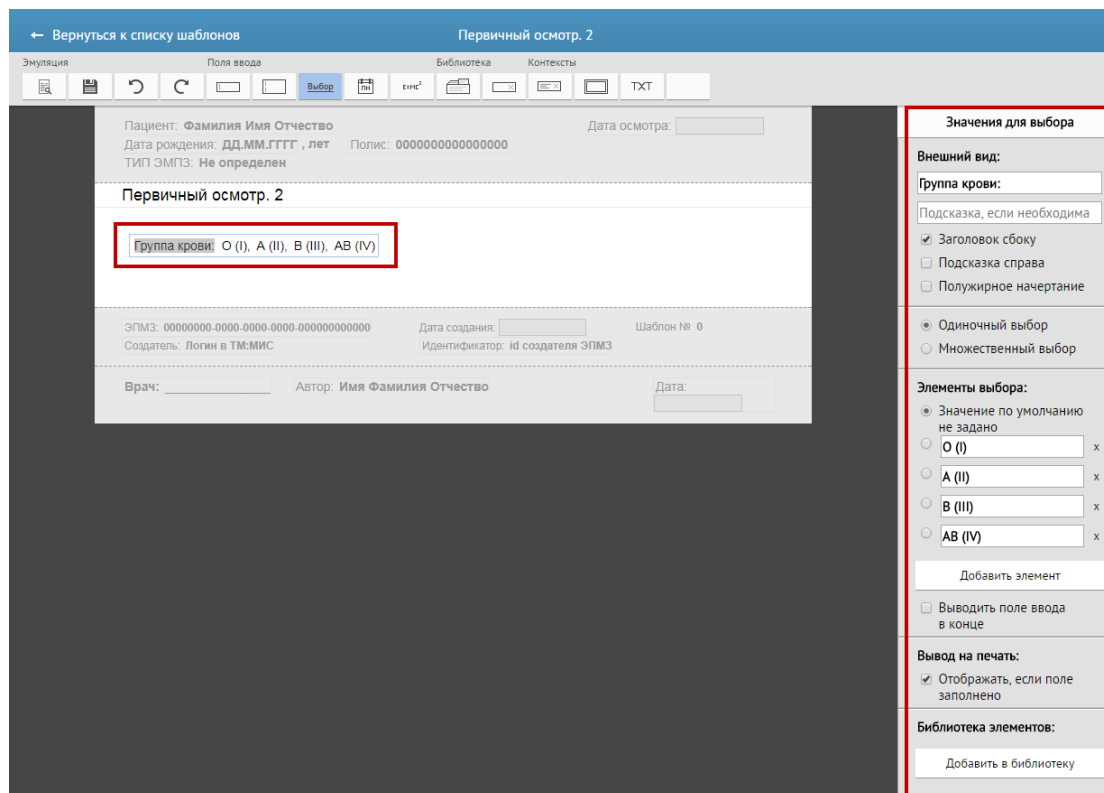 ← Вернуться к списку шаблонов
Первичный осмотр. 2
Эмуляция
Поля ввода
Библиотека
Контексты
Выбор
ПН
E=MC²
TXT
Пациент: Фамилия Имя Отчество
Дата осмотра:
Дата рождения: ДД.ММ.ГГГГ , лет Полис: 0000000000000000
ТИП ЭМПЗ: Не определен
Первичный осмотр. 2
Группа крови: O (I), A (II), B (III), AB (IV)
ЭПМЗ: 00000000-0000-0000-0000-000000000000
Дата создания:
Шаблон № 0
Создатель: Логин в ТМ:МИС
Идентификатор: id создателя ЭПМЗ
Врач:
Автор: Имя Фамилия Отчество
Дата:
Значения для выбора
Внешний вид:
Группа крови:
Подсказка, если необходима
Заголовок сбоку
Подсказка справа
Полужирное начертание
Одиночный выбор
Множественный выбор
Элементы выбора:
Значение по умолчанию
не задано
O (I) x
A (II) x
B (III) x
AB (IV) x
Добавить элемент
Выводить поле ввода
в конце
Вывод на печать:
Отображать, если поле
заполнено
Библиотека элементов:
Добавить в библиотеку